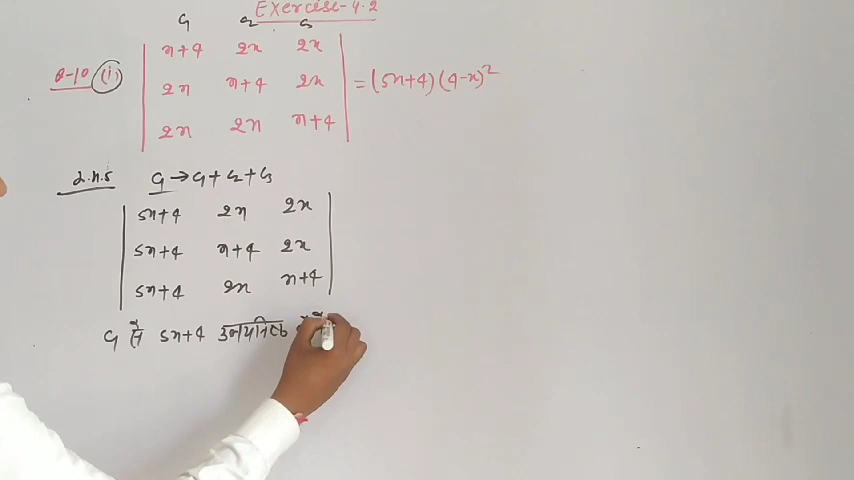 Exercise-4.2
C₁ C₂ C₃
Q-10 (i) | x+4 2x 2x |
| 2x x+4 2x | = (5x+4)(4-x)²
| 2x 2x x+4 |
L.H.S C₁ → C₁ + C₂ + C₃
| 5x+4 2x 2x |
| 5x+4 x+4 2x |
| 5x+4 2x x+4 |
C₁ से 5x+4 उभयनिष्ठ